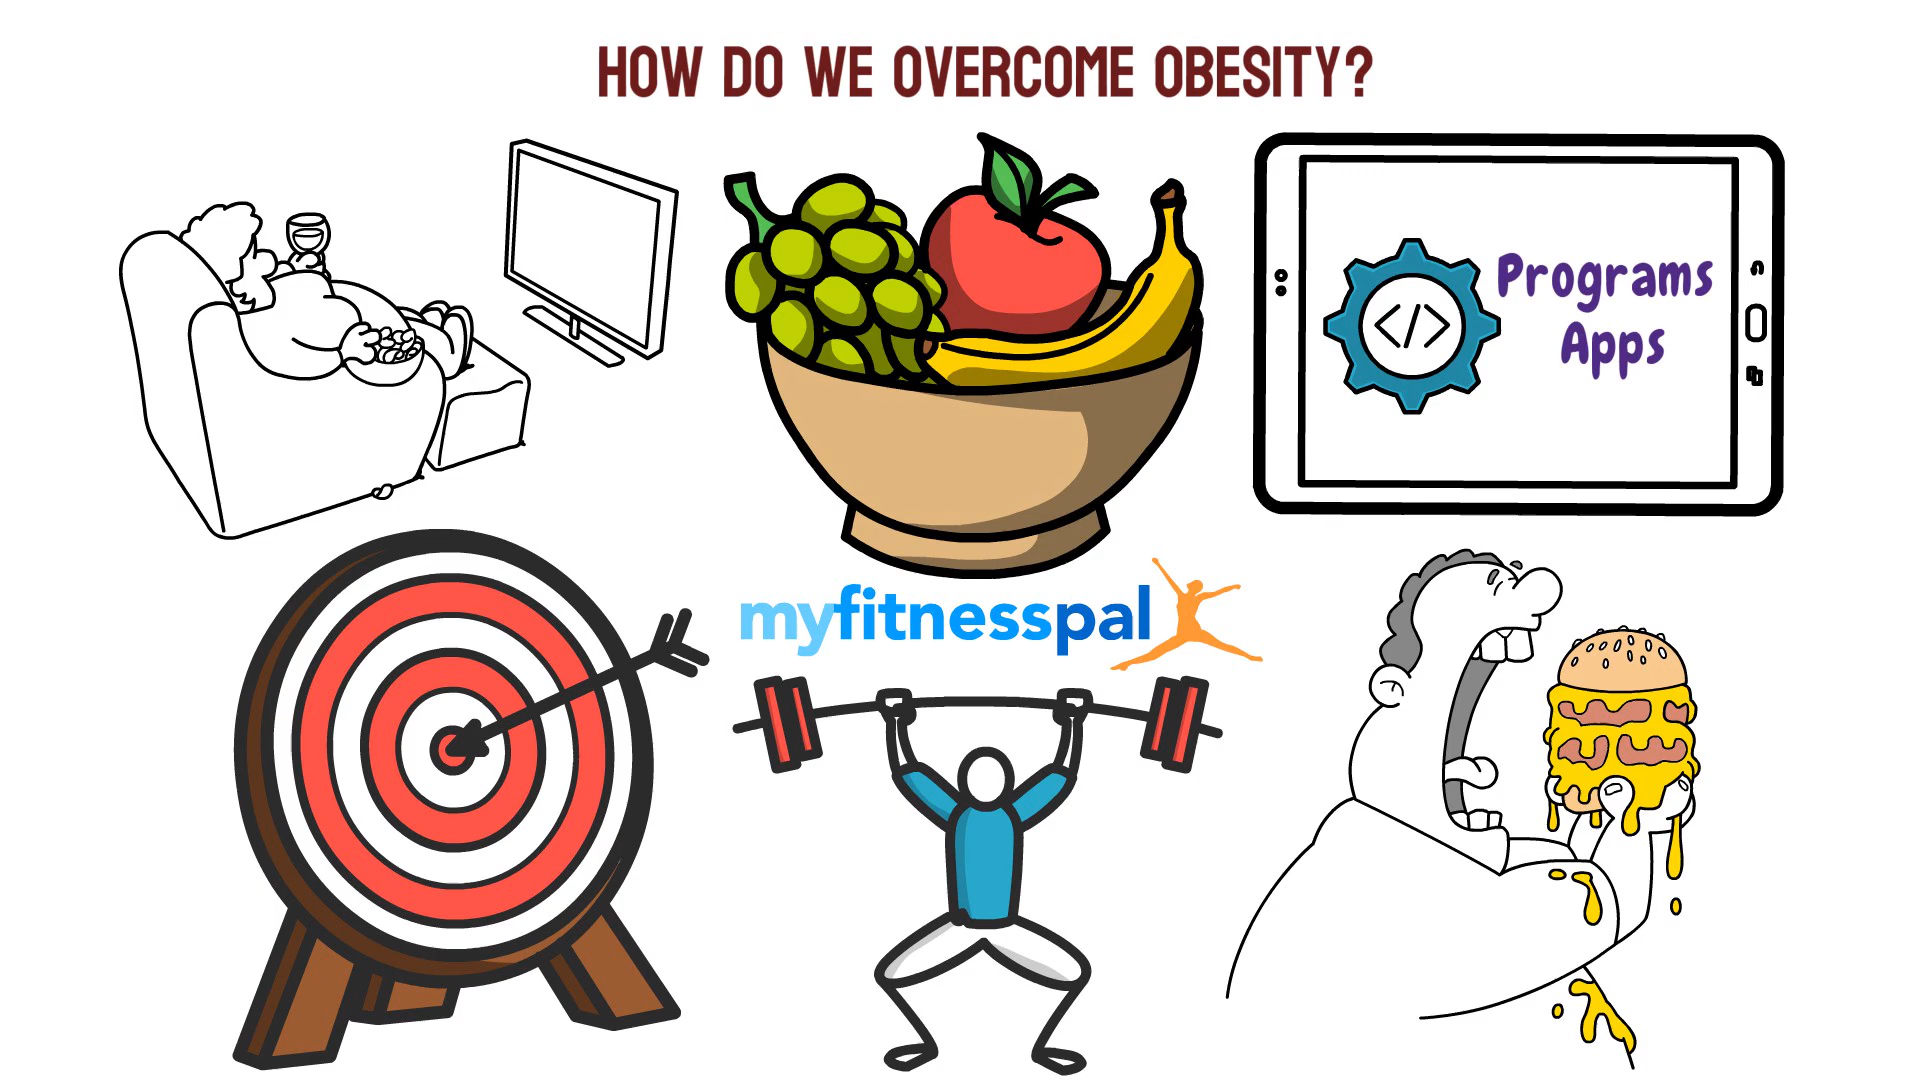 HOW DO WE OVERCOME OBESITY?
</>
Programs
Apps
myfitnesspal